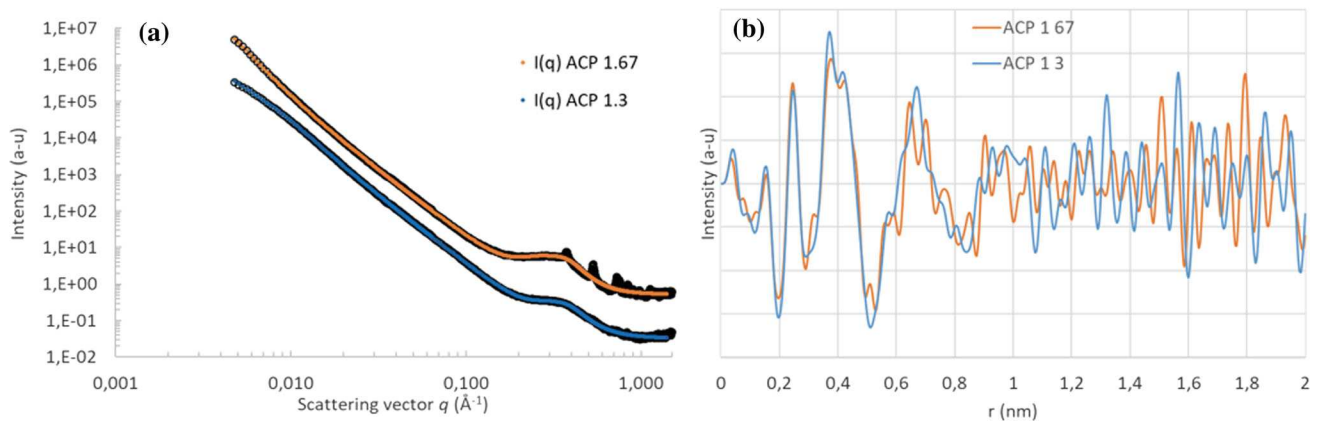 (a)
I(q) ACP 1.67
I(q) ACP 1.3
Intensity (a-u)
1,E+07
1,E+06
1,E+05
1,E+04
1,E+03
1,E+02
1,E+01
1,E+00
1,E-01
1,E-02
0,001
0,010
0,100
1,000
Scattering vector q (Å⁻¹)
(b)
ACP 1 67
ACP 1 3
Intensity (a-u)
0
0,2
0,4
0,6
0,8
1
1,2
1,4
1,6
1,8
2
r (nm)